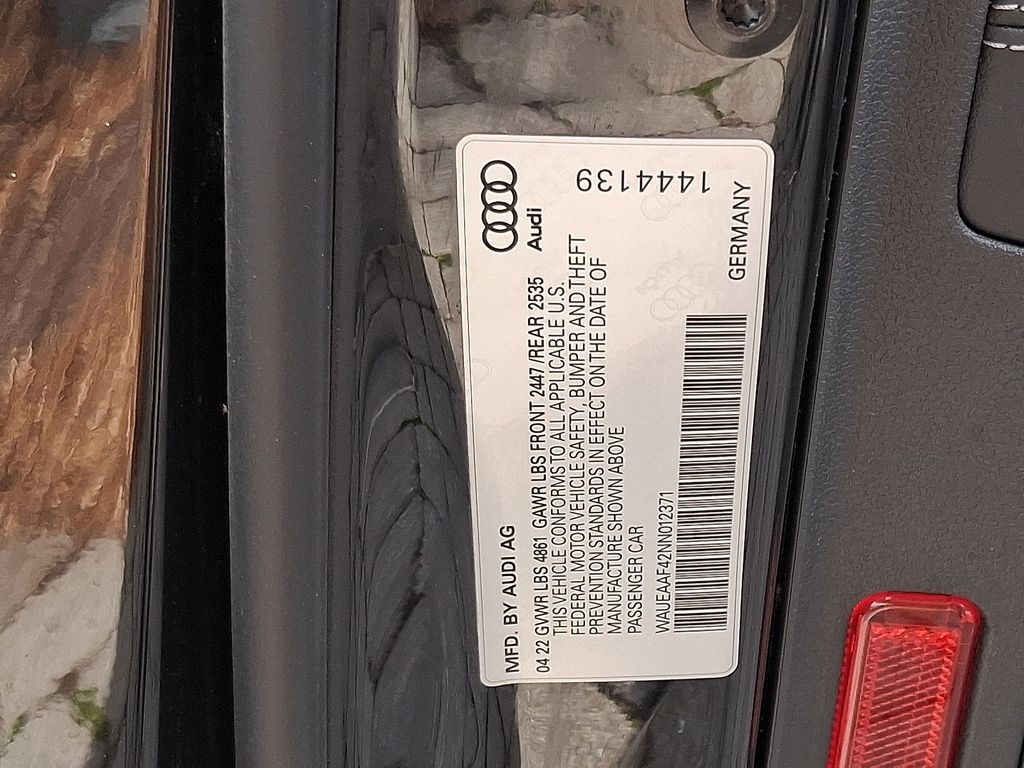 MFD. BY AUDI AG
Audi
04 22 GWVR LBS 4861 GAWR LBS FRONT 2447 /REAR 2535
THIS VEHICLE CONFORMS TO ALL APPLICABLE U.S.
FEDERAL MOTOR VEHICLE SAFETY, BUMPER AND THEFT
PREVENTION STANDARDS IN EFFECT ON THE DATE OF
MANUFACTURE SHOWN ABOVE
PASSENGER CAR
WAUEAAF42NN012371
GERMANY
1444139